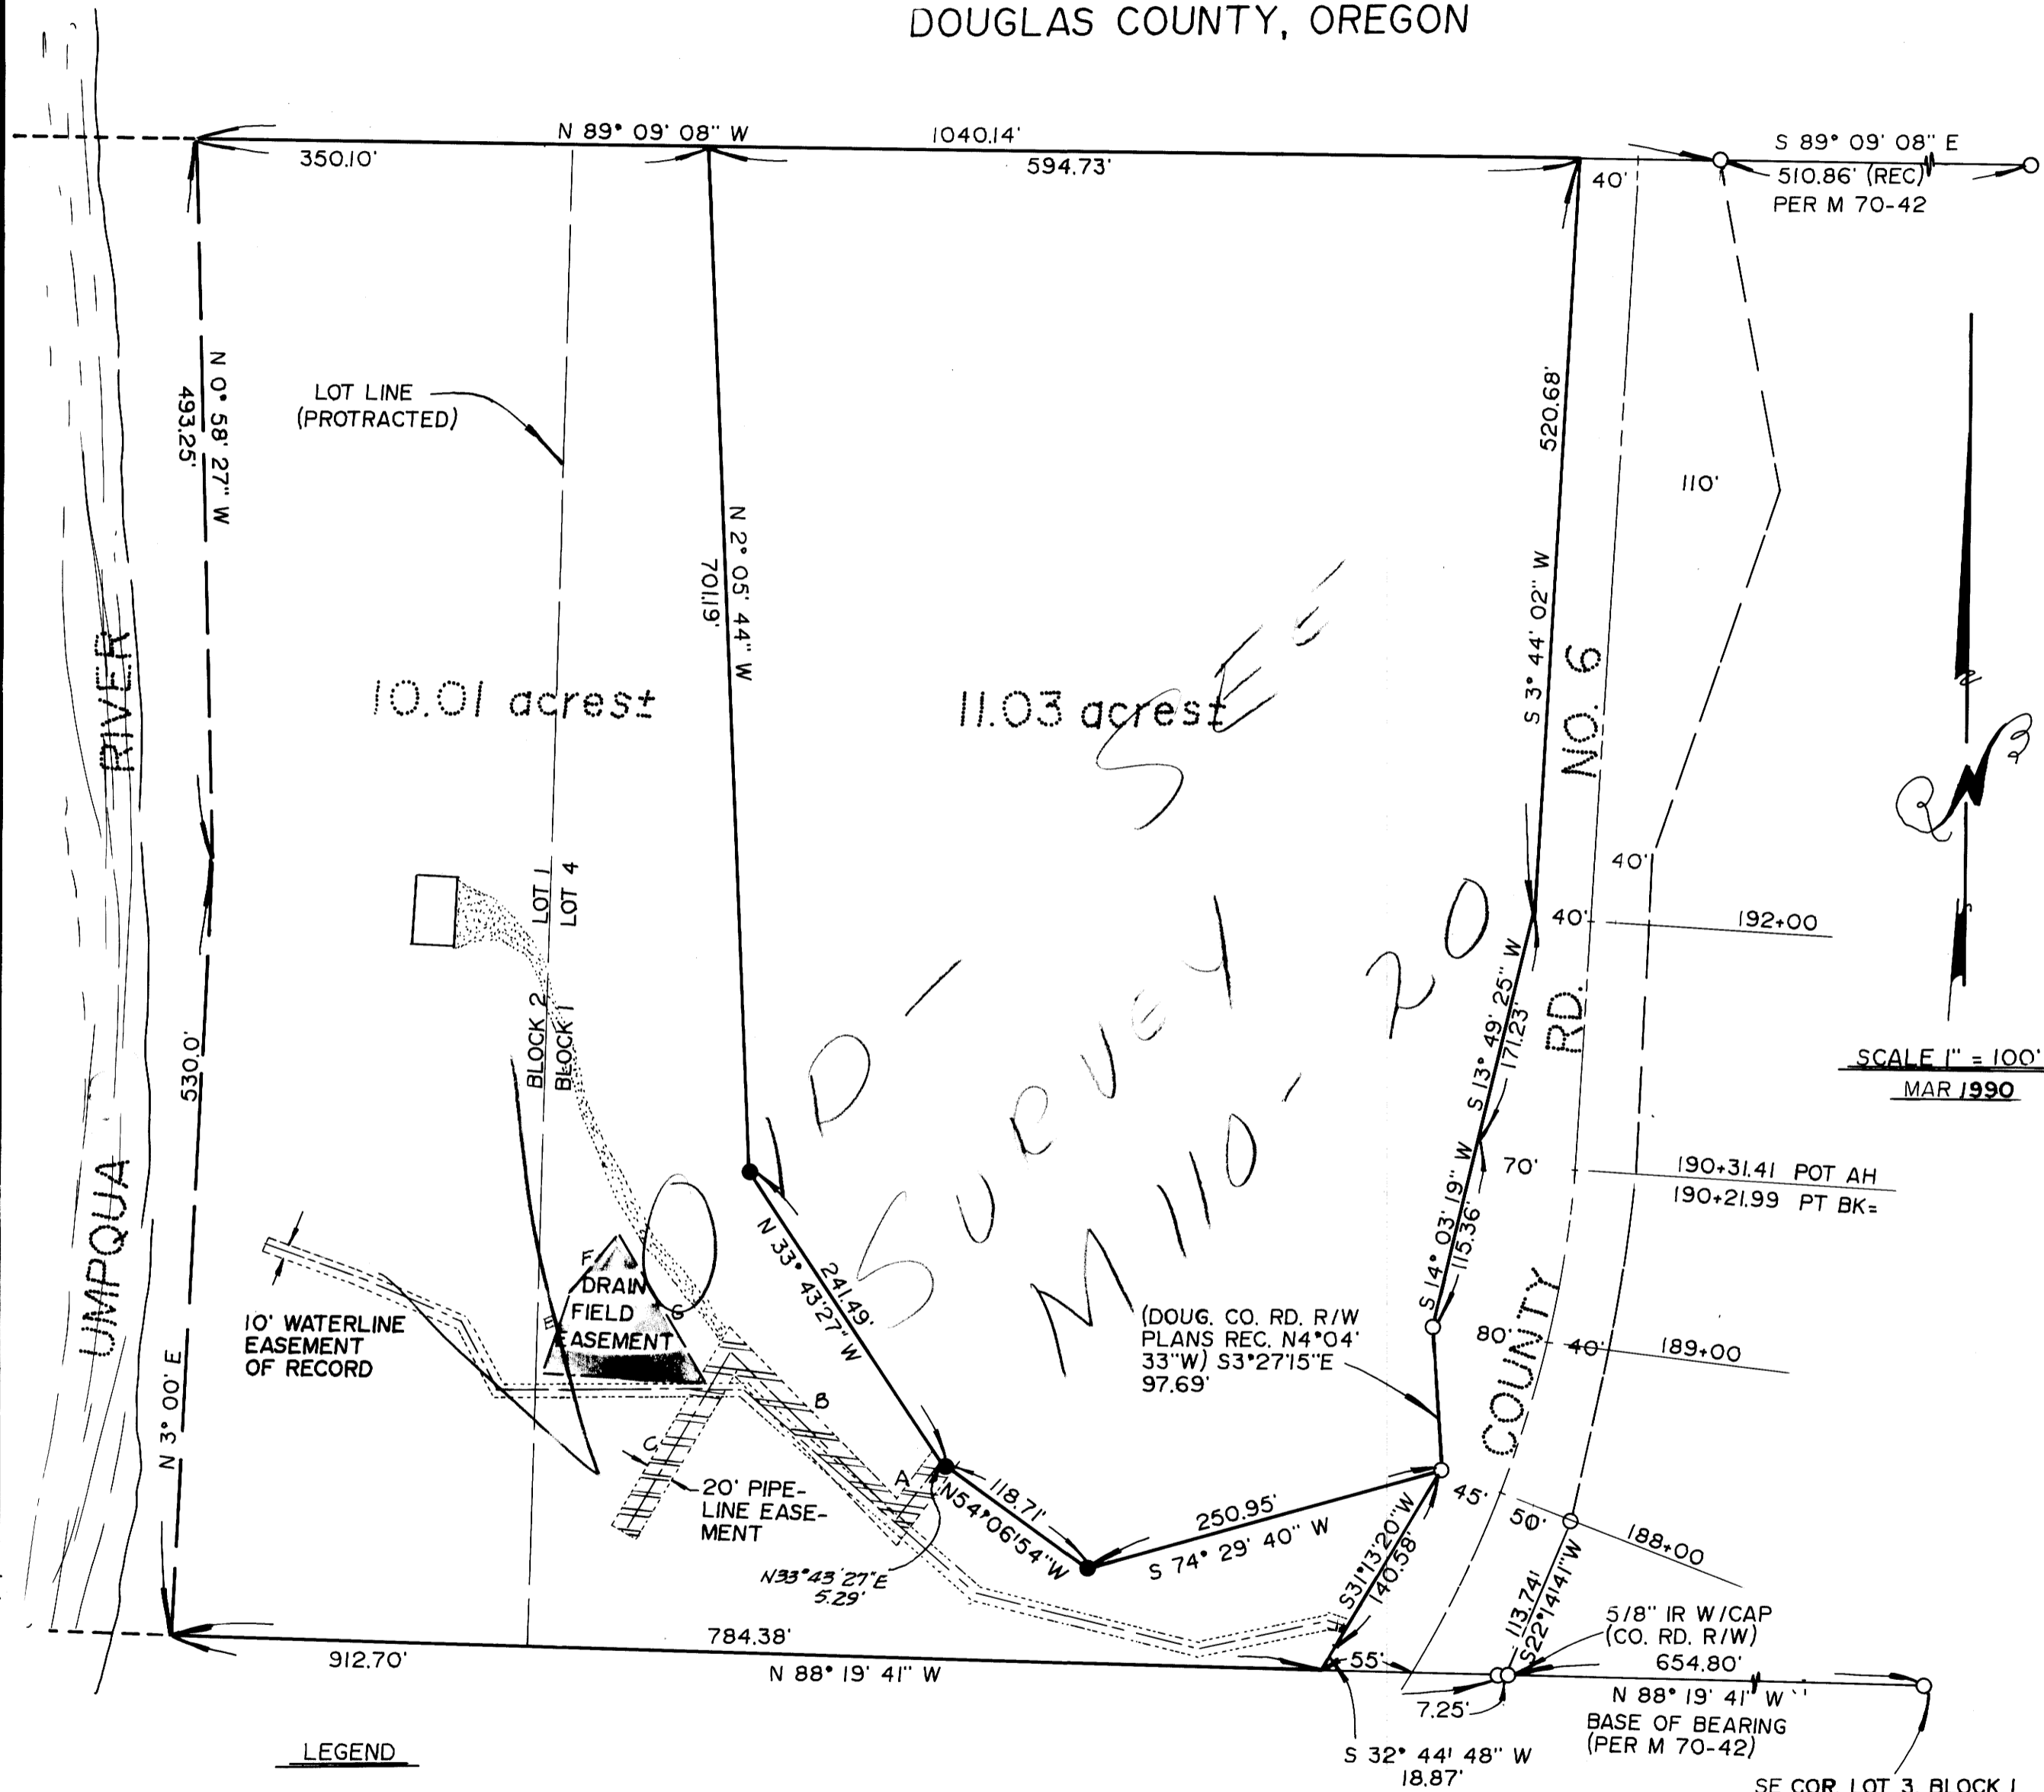 DOUGLAS COUNTY, OREGON
N 89° 09' 08" W
1040.14'
350.10'
594.73'
40'
S 89° 09' 08" E
510.86' (REC)
PER M 70-42
N 0° 58' 27" W
493.25'
LOT LINE
(PROTRACTED)
N 2° 05' 44" W
701.19'
520.68'
S 3° 44' 02" W
110'
RIVER
10.01 acres±
11.03 acres±
NO. 6
SEE
VOID -
SURVEY
M110-20
LOT 1
LOT 4
40'
40'
192+00
BLOCK 2
BLOCK 1
S 13° 49' 25" W
171.23'
RD.
SCALE 1" = 100'
MAR 1990
530.0'
N 3° 00' E
UMPQUA
70'
190+31.41 POT AH
190+21.99 PT BK=
S 14° 03' 19" W
115.36'
10' WATERLINE
EASEMENT
OF RECORD
F
DRAIN
FIELD
EASEMENT
E
G
241.49'
N 33° 43'27" W
(DOUG. CO. RD. R/W
PLANS REC. N4°04'
33"W) S3°27'15"E
97.69'
80'
40'
189+00
COUNTY
B
C
A
20' PIPE-
LINE EASE-
MENT
118.71'
N54°06'54"W
250.95'
S 74° 29' 40" W
45'
50'
188+00
N33°43'27"E
5.29'
S31°13'20"W
140.58'
113.74'
S22°14'41"W
5/8" IR W/CAP
(CO. RD. R/W)
654.80'
784.38'
912.70'
N 88° 19' 41" W
55'
7.25'
N 88° 19' 41" W
BASE OF BEARING
(PER M 70-42)
S 32° 44' 48" W
18.87'
LEGEND
SE COR. LOT 3, BLOCK 1